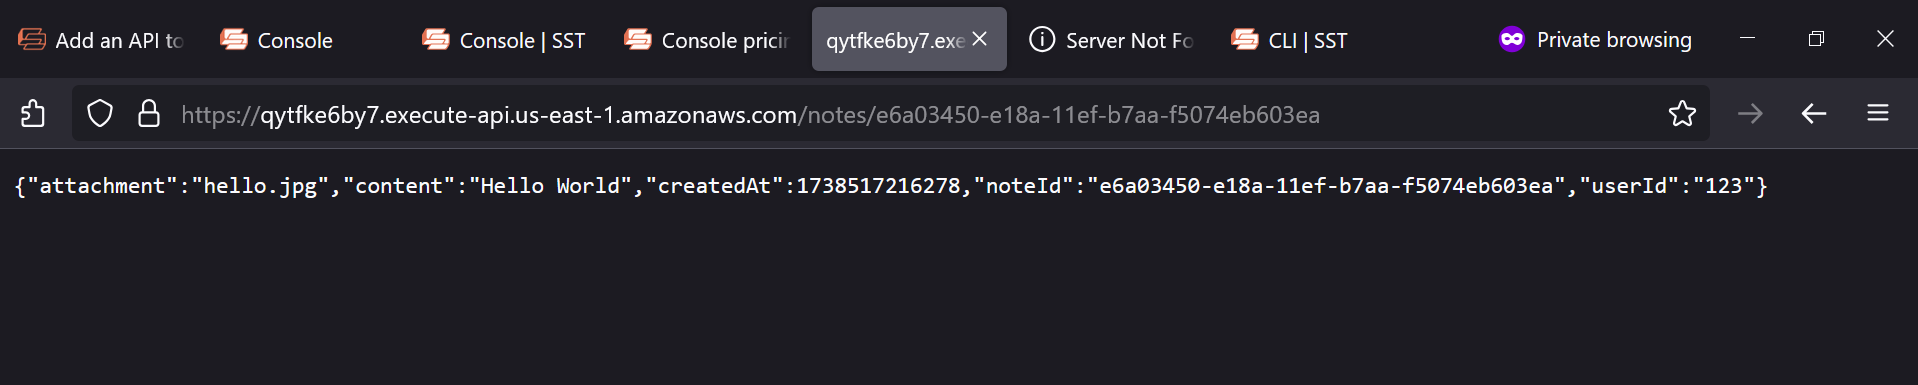 Add an API to
Console
Console | SST
Console pricin
qytfke6by7.exe
Server Not Fo
CLI | SST
Private browsing
https://qytfke6by7.execute-api.us-east-1.amazonaws.com/notes/e6a03450-e18a-11ef-b7aa-f5074eb603ea
{"attachment":"hello.jpg","content":"Hello World","createdAt":1738517216278,"noteId":"e6a03450-e18a-11ef-b7aa-f5074eb603ea","userId":"123"}